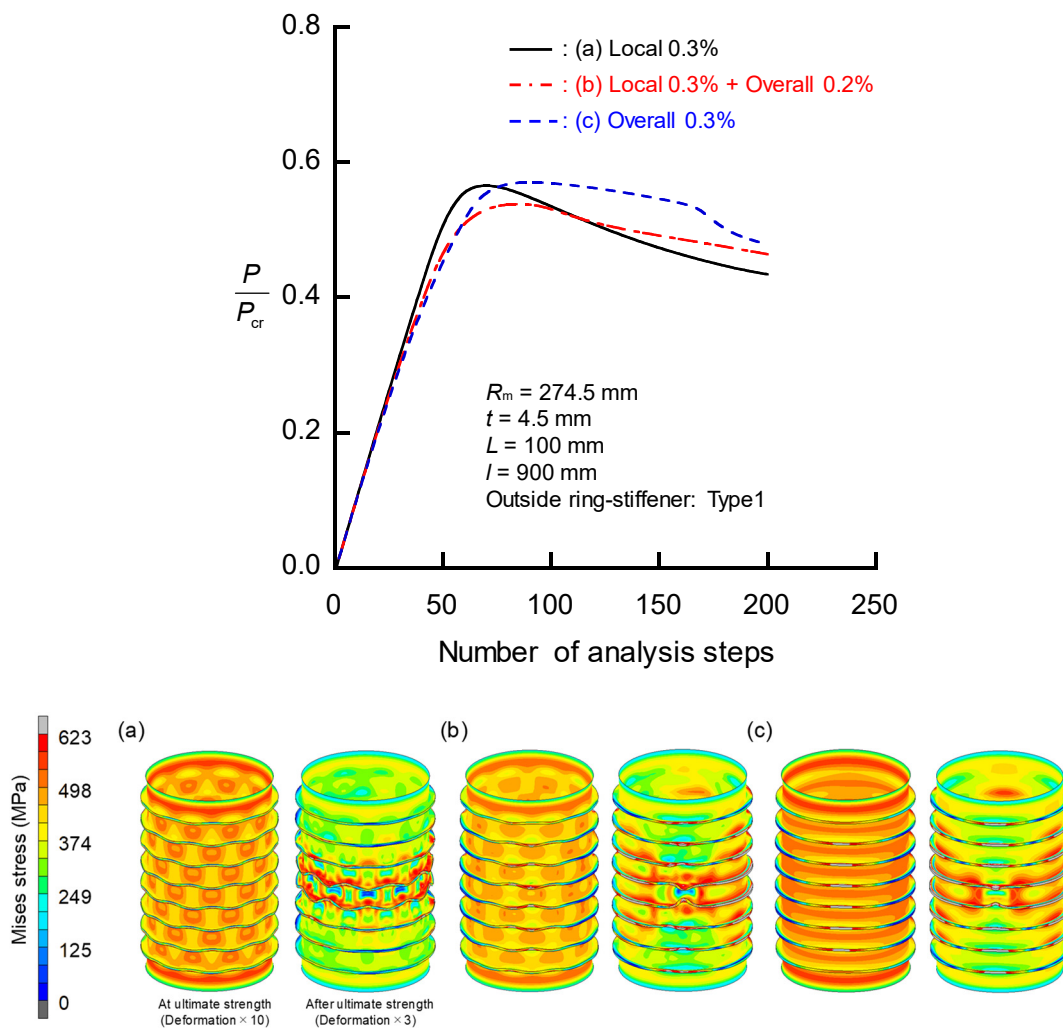 0.8
0.6
0.4
0.2
0.0
P
Pcr
: (a) Local 0.3%
: (b) Local 0.3% + Overall 0.2%
: (c) Overall 0.3%
Rm = 274.5 mm
t = 4.5 mm
L = 100 mm
l = 900 mm
Outside ring-stiffener: Type1
0 50 100 150 200 250
Number of analysis steps
Mises stress (MPa)
623
498
374
249
125
0
(a)
(b)
(c)
At ultimate strength
(Deformation × 10)
After ultimate strength
(Deformation × 3)